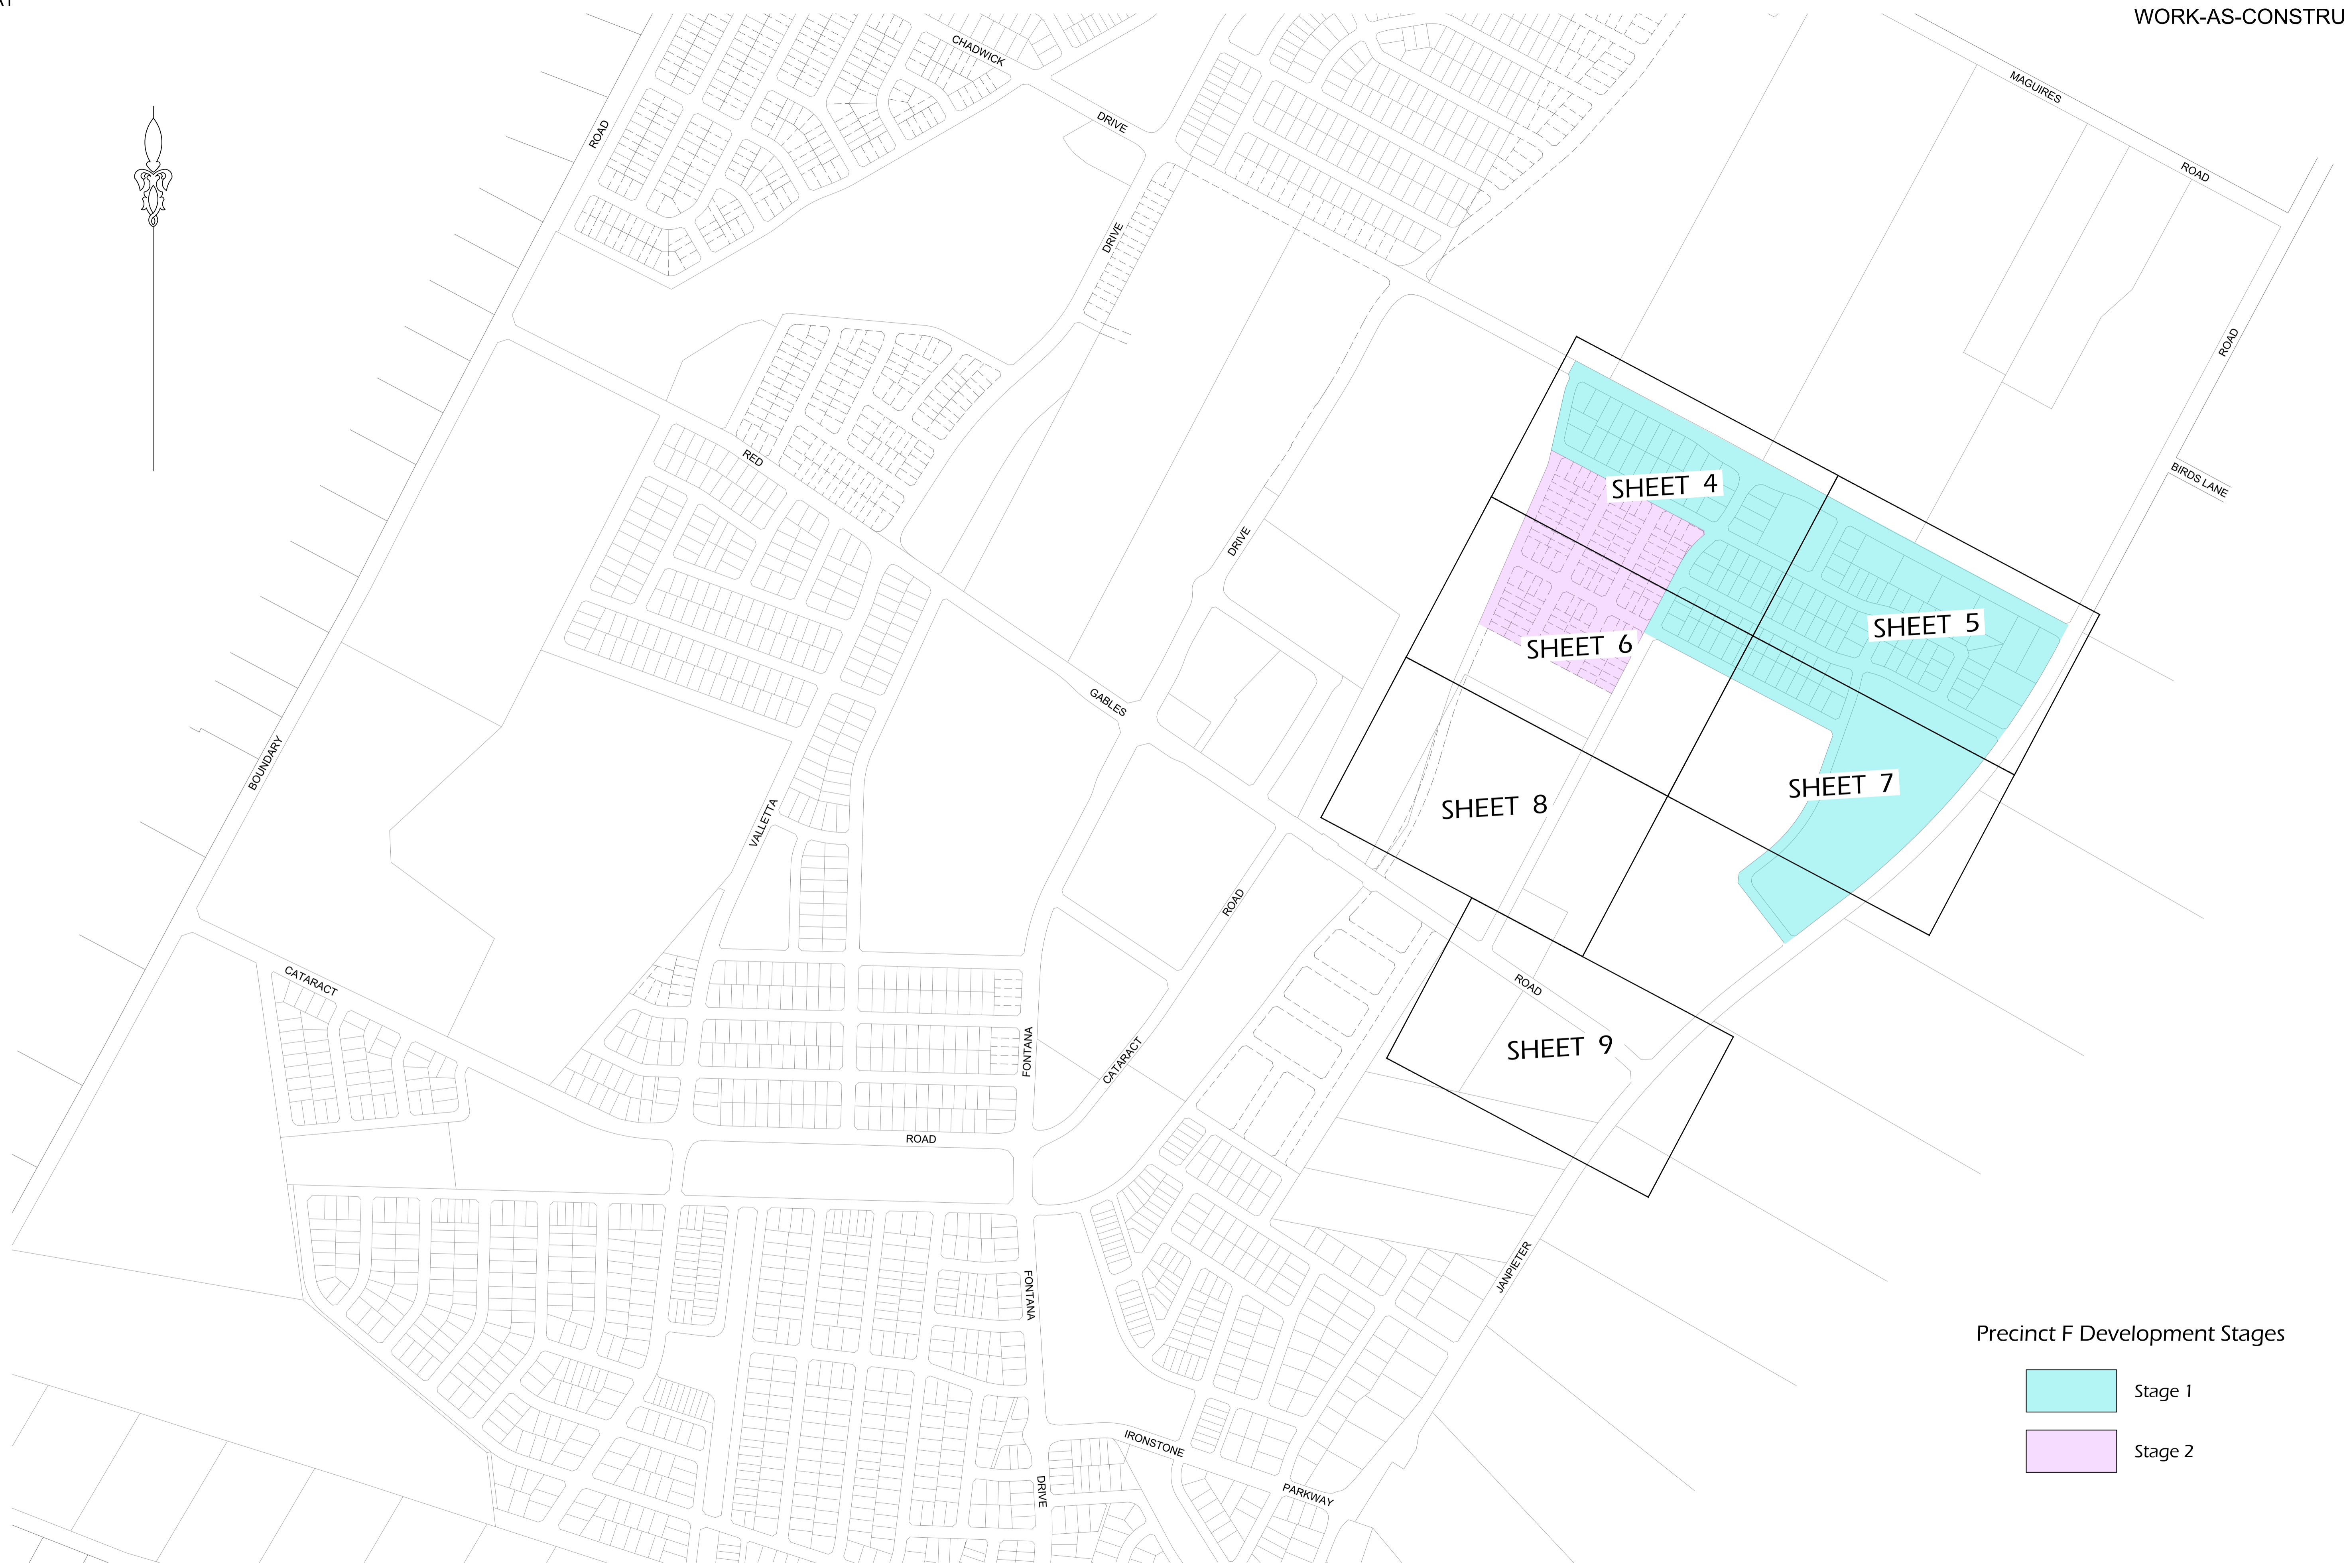 WORK-AS-CONSTRU
CHADWICK
DRIVE
MAGUIRES
ROAD
ROAD
DRIVE
ROAD
BIRDS LANE
RED
DRIVE
SHEET 4
SHEET 5
SHEET 6
GABLES
BOUNDARY
VALLETTA
SHEET 7
SHEET 8
ROAD
CATARACT
ROAD
SHEET 9
FONTANA
CATARACT
ROAD
JANPIETER
FONTANA
IRONSTONE
DRIVE
PARKWAY
Precinct F Development Stages
Stage 1
Stage 2